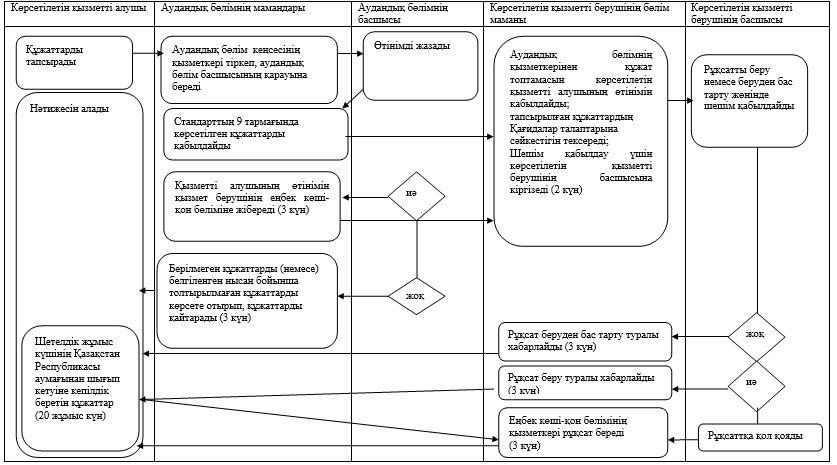 Көрсетілетін қызметті алушы
Аудандық бөлімнің мамандары
Аудандық бөлімнің
басшысы
Көрсетілетін қызметті берушінің бөлім
маманы
Көрсетілетін қызметті
берушінің басшысы
Құжаттарды
тапсырады
Аудандық бөлім кеңсесінің
қызметкері тіркеп, аудандық
бөлім басшысының қарауына
береді
Өтінімді жазады
Аудандық бөлімнің
қызметкерінен құжат
топтамасын көрсетілетін
қызметті алушының өтінімін
қабылдайды;
тапсырылған құжаттардың
Қағидалар талаптарына
сәйкестігін тексереді;
Шешім қабылдау үшін
көрсетілетін қызметті
берушінің басшысына
кіргізеді (2 күн)
Рұқсатты беру
немесе беруден бас
тарту жөнінде
шешім қабылдайды
Нәтижесін алады
Стандарттың 9 тармағында
көрсетілген құжаттарды
қабылдайды
Қызметті алушының өтінімін
қызмет берушінің еңбек көші-
қон бөліміне жібереді (3 күн)
иә
Берілмеген құжаттарды (немесе)
белгіленген нысан бойынша
толтырылмаған құжаттарды
көрсете отырып, құжаттарды
қайтарады (3 күн)
жоқ
Шетелдік жұмыс
күшінің Қазақстан
Республикасы
аумағынан шығып
кетуіне кепілдік
беретін құжаттар
(20 жұмыс күн)
Рұқсат беруден бас тарту туралы
хабарлайды (3 күн)
жоқ
Рұқсат беру туралы хабарлайды
(3 күн)
иә
Еңбек көші-қон бөлімінің
қызметкері рұқсат береді
(3 күн)
Рұқсатқа қол қояды